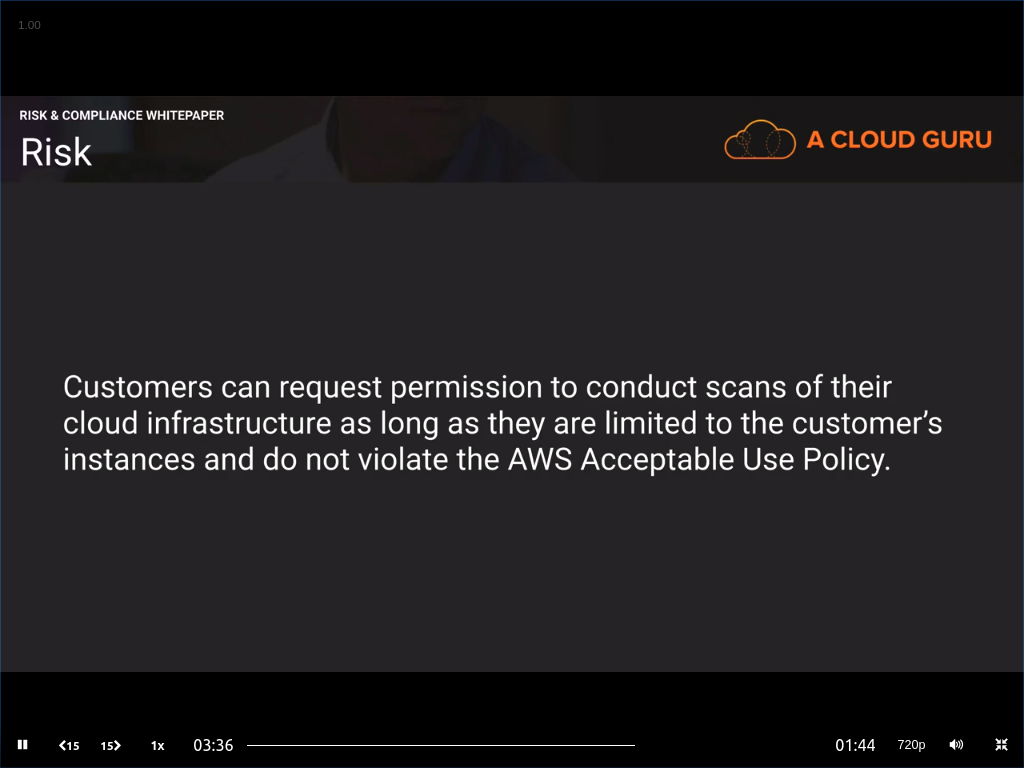 1.00
RISK & COMPLIANCE WHITEPAPER
Risk
A CLOUD GURU
Customers can request permission to conduct scans of their
cloud infrastructure as long as they are limited to the customer’s
instances and do not violate the AWS Acceptable Use Policy.
15 15 1x 03:36 01:44 720p